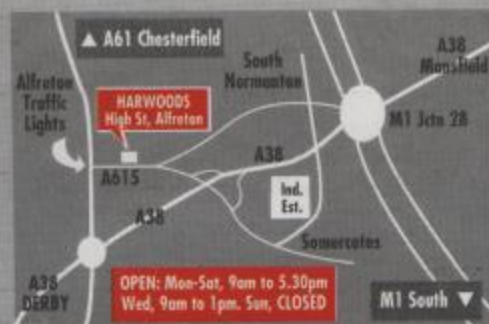 ▲ A61 Chesterfield
A38
Mansfield
South
Normanton
Alfreton
Traffic
Lights
HARWOODS
High St, Alfreton
M1 Jctn 28
A38
A615
Ind.
Est.
A38
Somercotes
A38
DERBY
OPEN: Mon-Sat, 9am to 5.30pm
Wed, 9am to 1pm. Sun, CLOSED
M1 South ▼